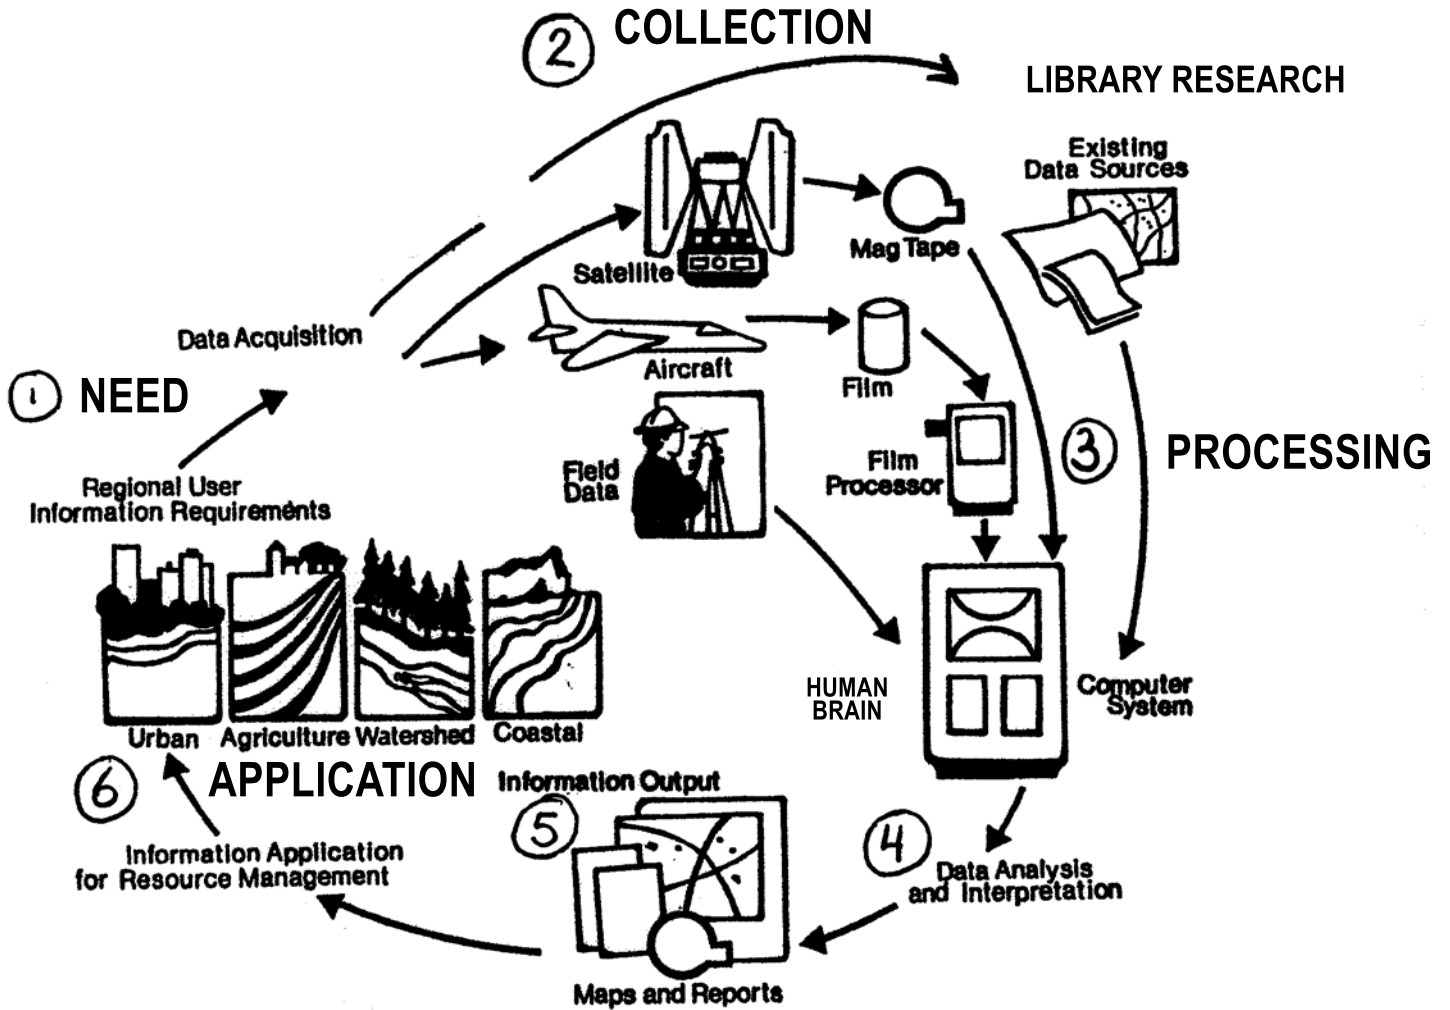 2 COLLECTION
LIBRARY RESEARCH
Existing
Data Sources
Mag Tape
Satellite
Data Acquisition
Aircraft
Film
1 NEED
3
PROCESSING
Film
Processor
Field
Data
Regional User
Information Requirements
HUMAN
BRAIN
Computer
System
Urban
Agriculture
Watershed
Coastal
6 APPLICATION
Information Output
5
4
Information Application
for Resource Management
Data Analysis
and Interpretation
Maps and Reports